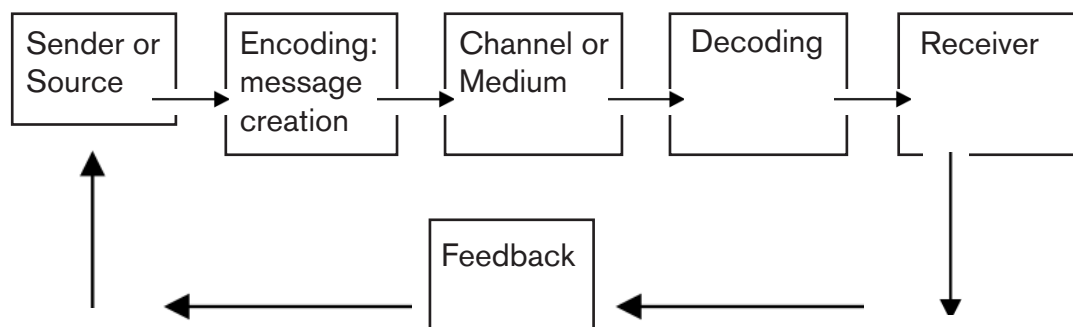 Sender or
Source
Encoding:
message
creation
Channel or
Medium
Decoding
Receiver
Feedback